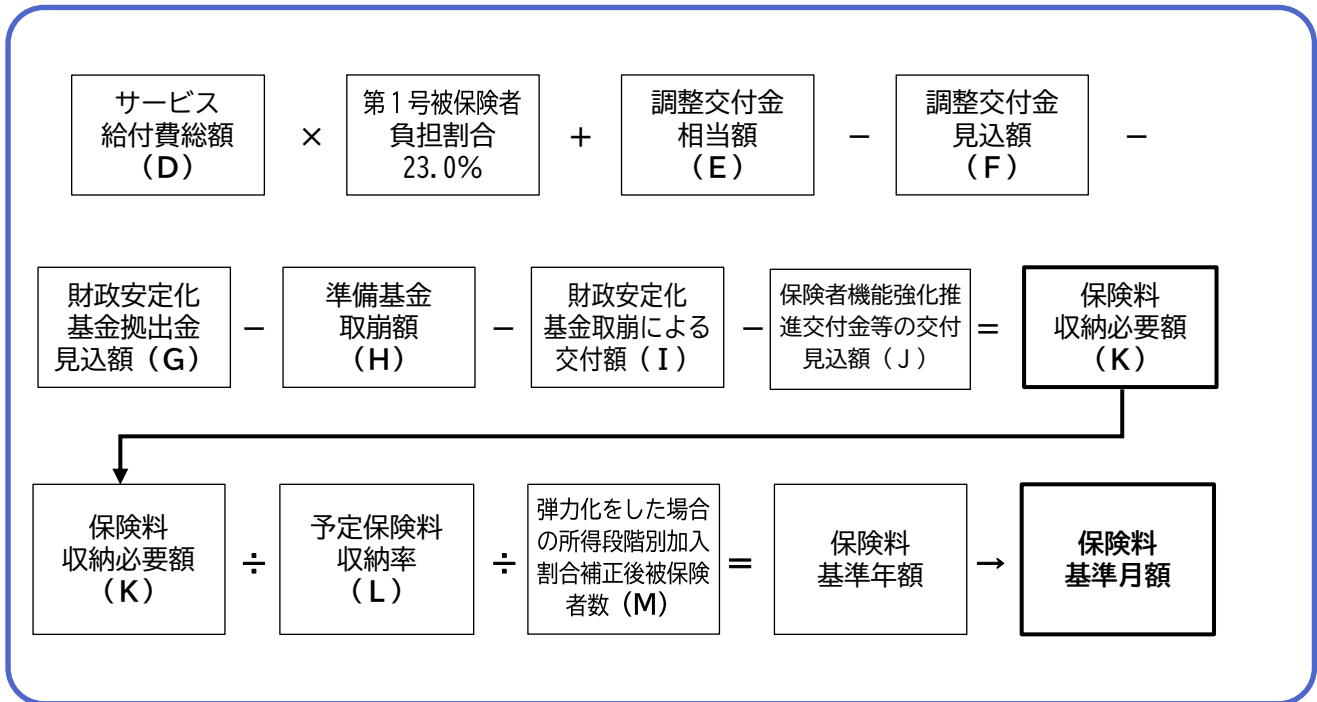 サービス
給付費総額
（D）
×
第１号被保険者
負担割合
23.0%
+
調整交付金
相当額
（E）
−
調整交付金
見込額
（F）
−
財政安定化
基金拠出金
見込額（G）
−
準備基金
取崩額
（H）
−
財政安定化
基金取崩による
交付額（I）
−
保険者機能強化推
進交付金等の交付
見込額（J）
=
保険料
収納必要額
（K）
保険料
収納必要額
（K）
÷
予定保険料
収納率
（L）
÷
弾力化をした場合
の所得段階別加入
割合補正後被保険
者数（M）
=
保険料
基準年額
→
保険料
基準月額